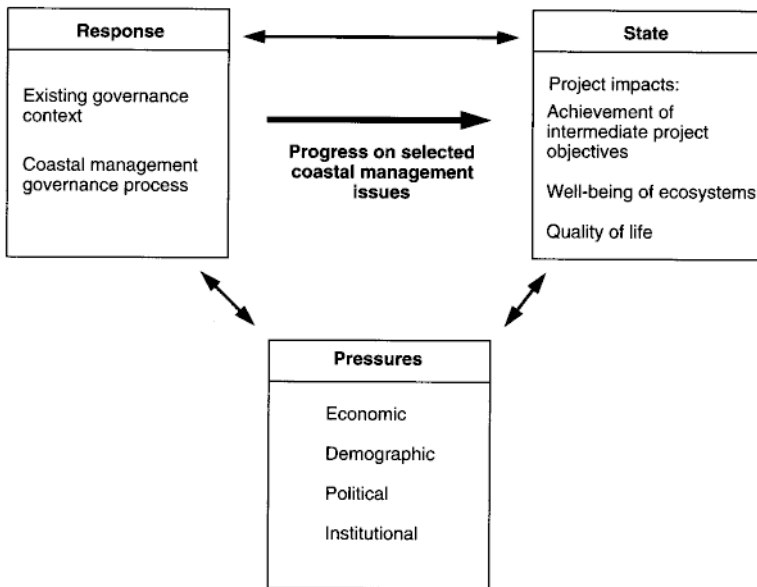 Response
Existing governance
context
Coastal management
governance process
Progress on selected
coastal management
issues
State
Project impacts:
Achievement of
intermediate project
objectives
Well-being of ecosystems
Quality of life
Pressures
Economic
Demographic
Political
Institutional